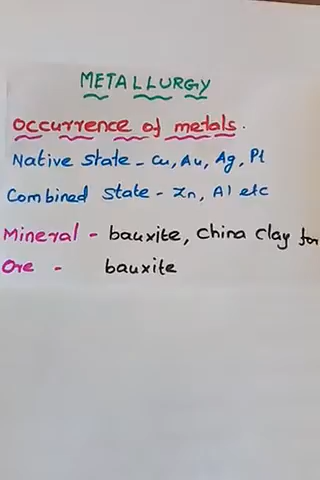 METALLURGY
Occurrence of metals.
Native state - Cu, Au, Ag, Pt
Combined state - Zn, Al etc
Mineral - bauxite, China clay for
Ore - bauxite